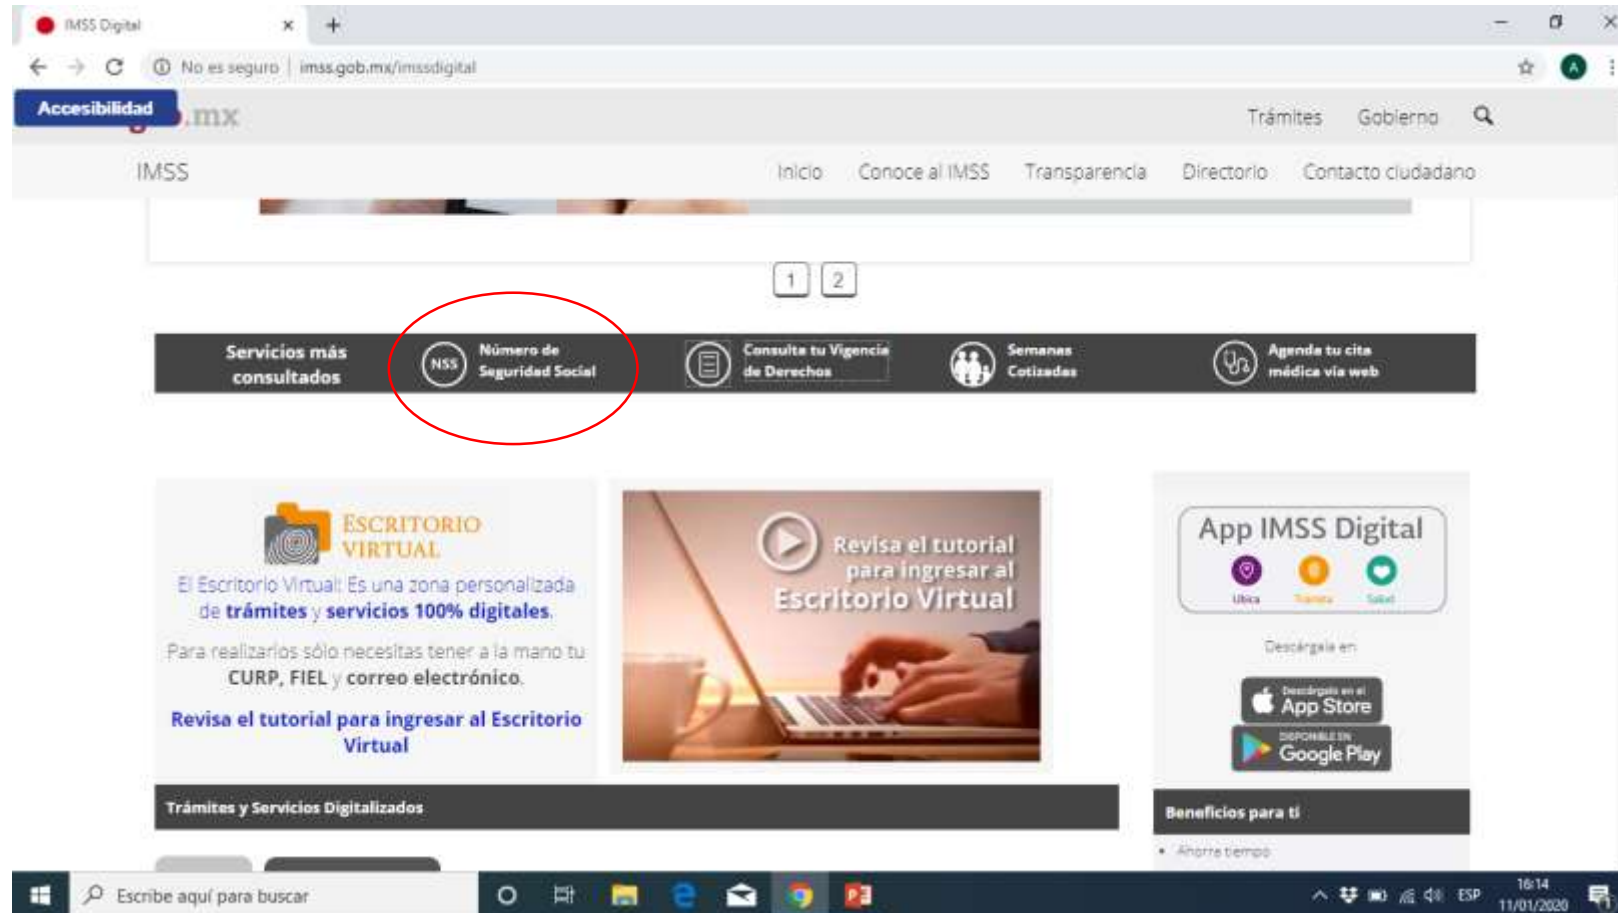 IMSS Digital
No es seguro | imss.gob.mx/imssdigital
A
Accesibilidad
.mx
Trámites Gobierno
IMSS
Inicio Conoce al IMSS Transparencia Directorio Contacto ciudadano
1 2
Servicios más
consultados
NSS
Número de
Seguridad Social
Consulta tu Vigencia
de Derechos
Semanas
Cotizadas
Agenda tu cita
médica vía web
ESCRITORIO
VIRTUAL
El Escritorio Virtual: Es una zona personalizada
de trámites y servicios 100% digitales.
Para realizarlos sólo necesitas tener a la mano tu
CURP, FIEL y correo electrónico.
Revisa el tutorial para ingresar al Escritorio
Virtual
Revisa el tutorial
para ingresar al
Escritorio Virtual
App IMSS Digital
Ubica Tramita Salud
Descárgala en
Descárgalo en el
App Store
DISPONIBLE EN
Google Play
Trámites y Servicios Digitalizados
Beneficios para ti
• Ahorra tiempo
Escribe aquí para buscar
ESP
16:14
11/01/2020